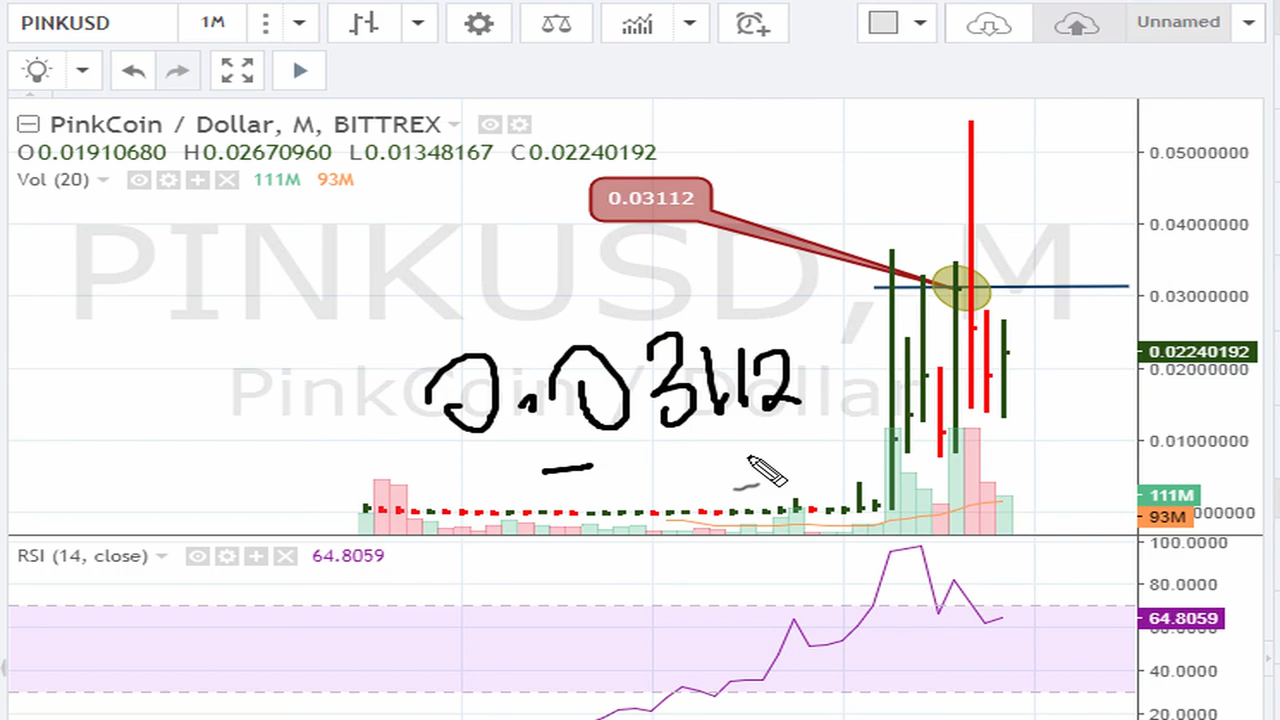 PINKUSD 1M Unnamed
PinkCoin / Dollar, M, BITTREX
O0.01910680 H0.02670960 L0.01348167 C0.02240192
Vol (20) 111M 93M
0.03112
PINKUSD, M
PinkCoin / Dollar
0.03112
0.05000000
0.04000000
0.03000000
0.02240192
0.02000000
0.01000000
111M
93M
RSI (14, close) 64.8059
100.0000
80.0000
64.8059
40.0000
20.0000